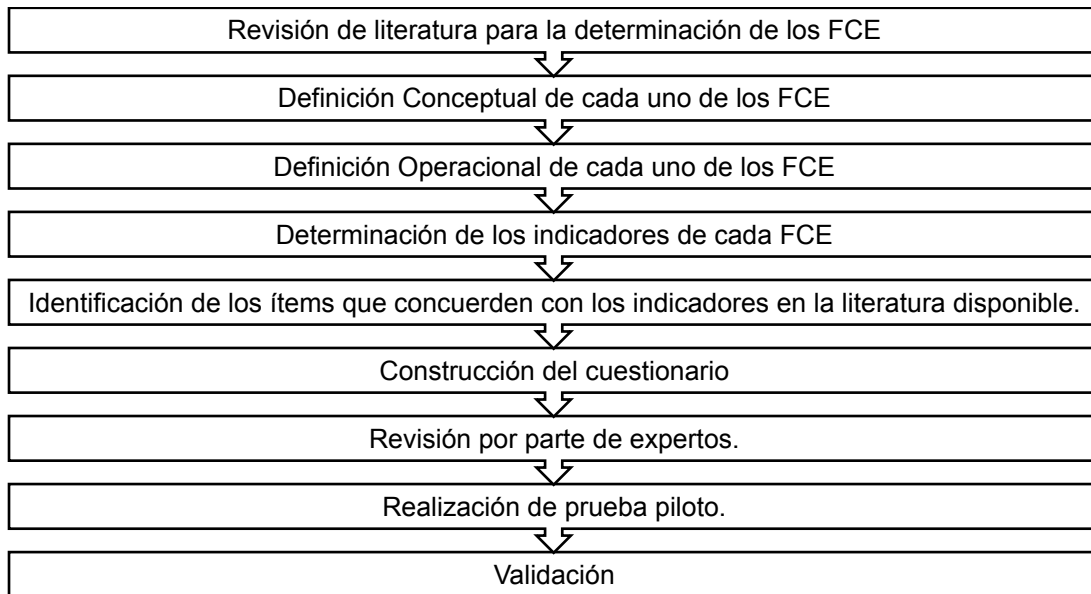 Revisión de literatura para la determinación de los FCE
Definición Conceptual de cada uno de los FCE
Definición Operacional de cada uno de los FCE
Determinación de los indicadores de cada FCE
Identificación de los ítems que concuerden con los indicadores en la literatura disponible.
Construcción del cuestionario
Revisión por parte de expertos.
Realización de prueba piloto.
Validación